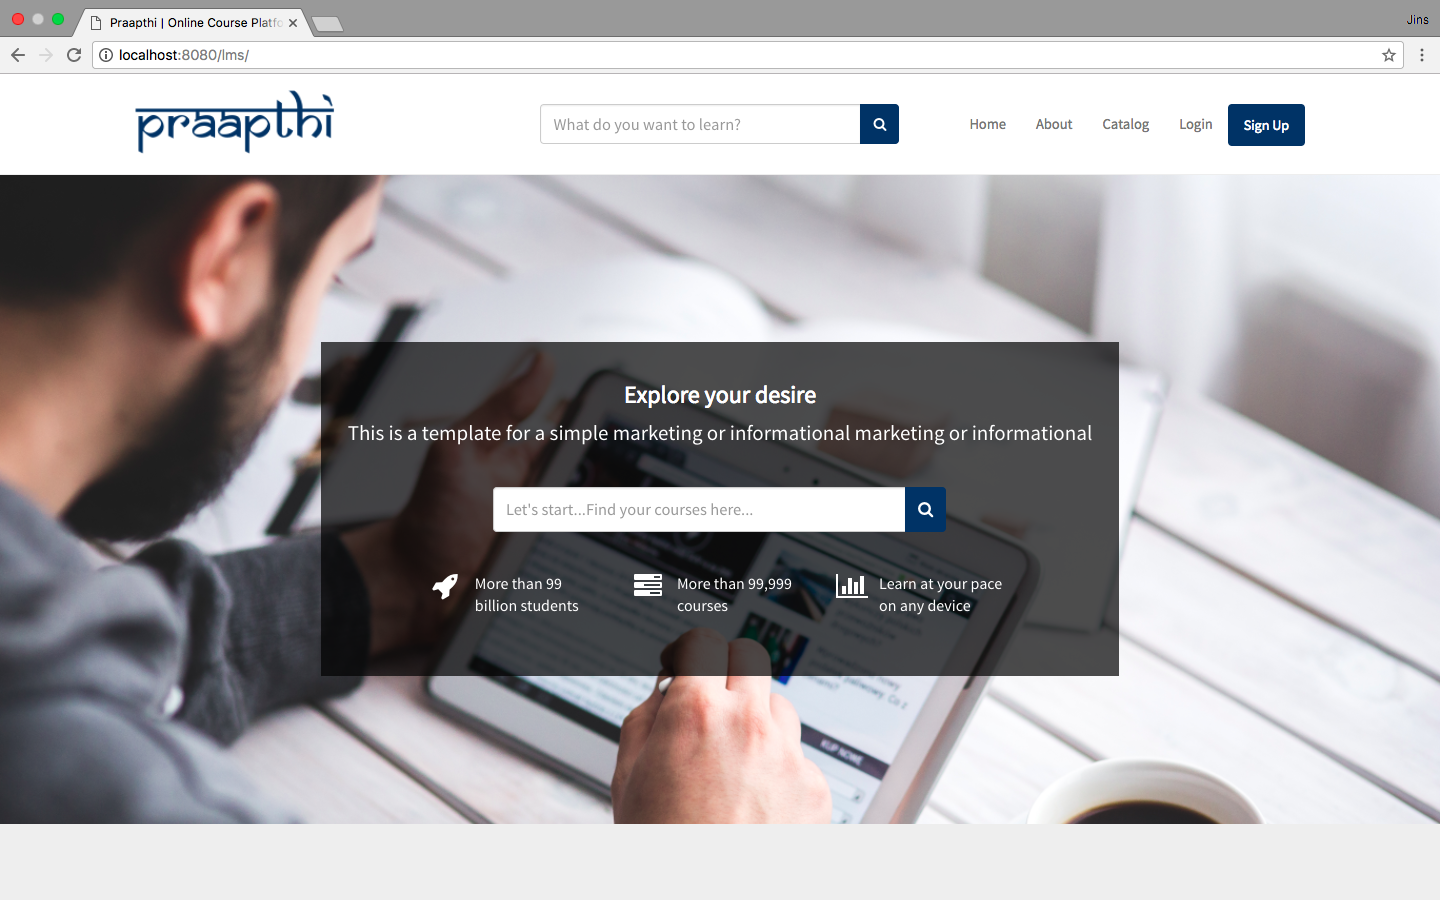 Praapthi | Online Course Platfo
Jins
localhost:8080/lms/
praapthi
What do you want to learn?
Home
About
Catalog
Login
Sign Up
Explore your desire
This is a template for a simple marketing or informational marketing or informational
Let's start...Find your courses here...
More than 99
billion students
More than 99,999
courses
Learn at your pace
on any device
KUP NOWE